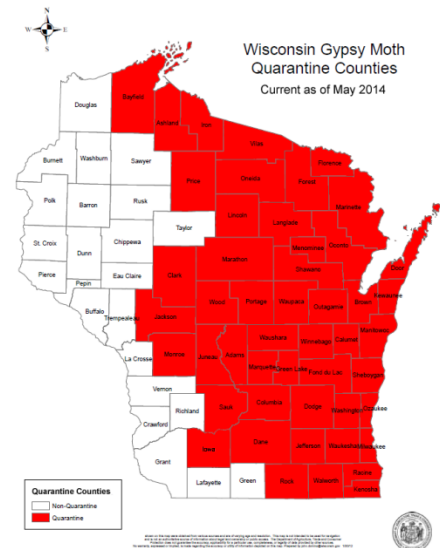 N
W E
S
Wisconsin Gypsy Moth
Quarantine Counties
Current as of May 2014
Douglas
Bayfield
Ashland
Iron
Vilas
Burnett
Washburn
Sawyer
Price
Oneida
Forest
Florence
Marinette
Polk
Barron
Rusk
Taylor
Lincoln
Langlade
Oconto
Menominee
St. Croix
Dunn
Chippewa
Marathon
Shawano
Door
Pierce
Pepin
Eau Claire
Clark
Buffalo
Trempealeau
Jackson
Wood
Portage
Waupaca
Outagamie
Brown
Kewaunee
Manitowoc
La Crosse
Monroe
Juneau
Adams
Waushara
Winnebago
Calumet
Marquette
Green Lake
Fond du Lac
Sheboygan
Vernon
Richland
Sauk
Columbia
Dodge
Washington
Ozaukee
Crawford
Iowa
Dane
Jefferson
Waukesha
Milwaukee
Grant
Lafayette
Green
Rock
Walworth
Racine
Kenosha
Quarantine Counties
Non-Quarantine
Quarantine